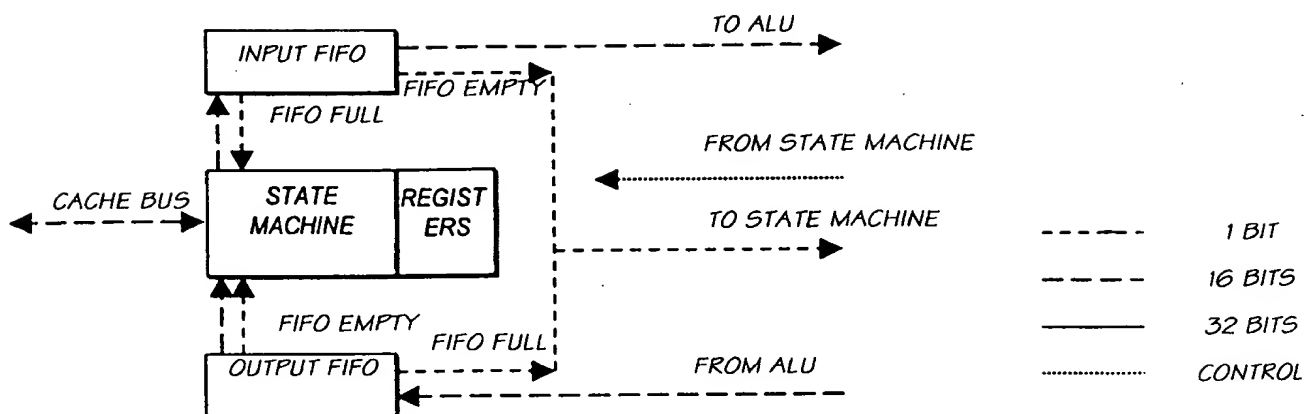 TO ALU
INPUT FIFO
FIFO EMPTY
FIFO FULL
FROM STATE MACHINE
CACHE BUS
STATE
MACHINE
REGIST
ERS
TO STATE MACHINE
1 BIT
16 BITS
FIFO EMPTY
FIFO FULL
32 BITS
OUTPUT FIFO
FROM ALU
CONTROL